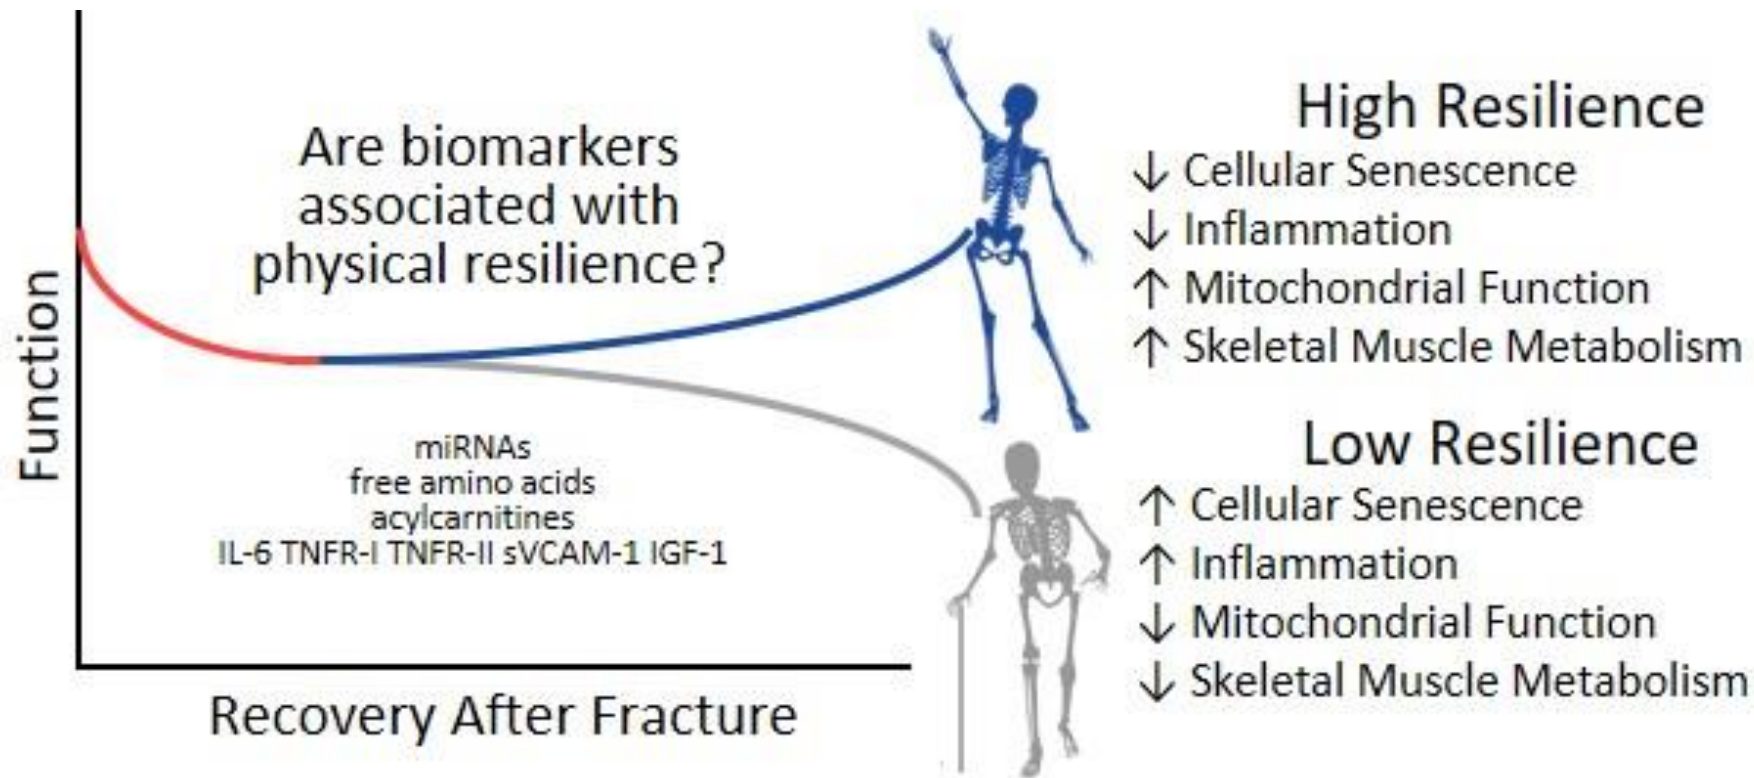 Are biomarkers
associated with
physical resilience?
Function
miRNAs
free amino acids
acylcarnitines
IL-6 TNFR-I TNFR-II sVCAM-1 IGF-1
Recovery After Fracture
High Resilience
↓ Cellular Senescence
↓ Inflammation
↑ Mitochondrial Function
↑ Skeletal Muscle Metabolism
Low Resilience
↑ Cellular Senescence
↑ Inflammation
↓ Mitochondrial Function
↓ Skeletal Muscle Metabolism